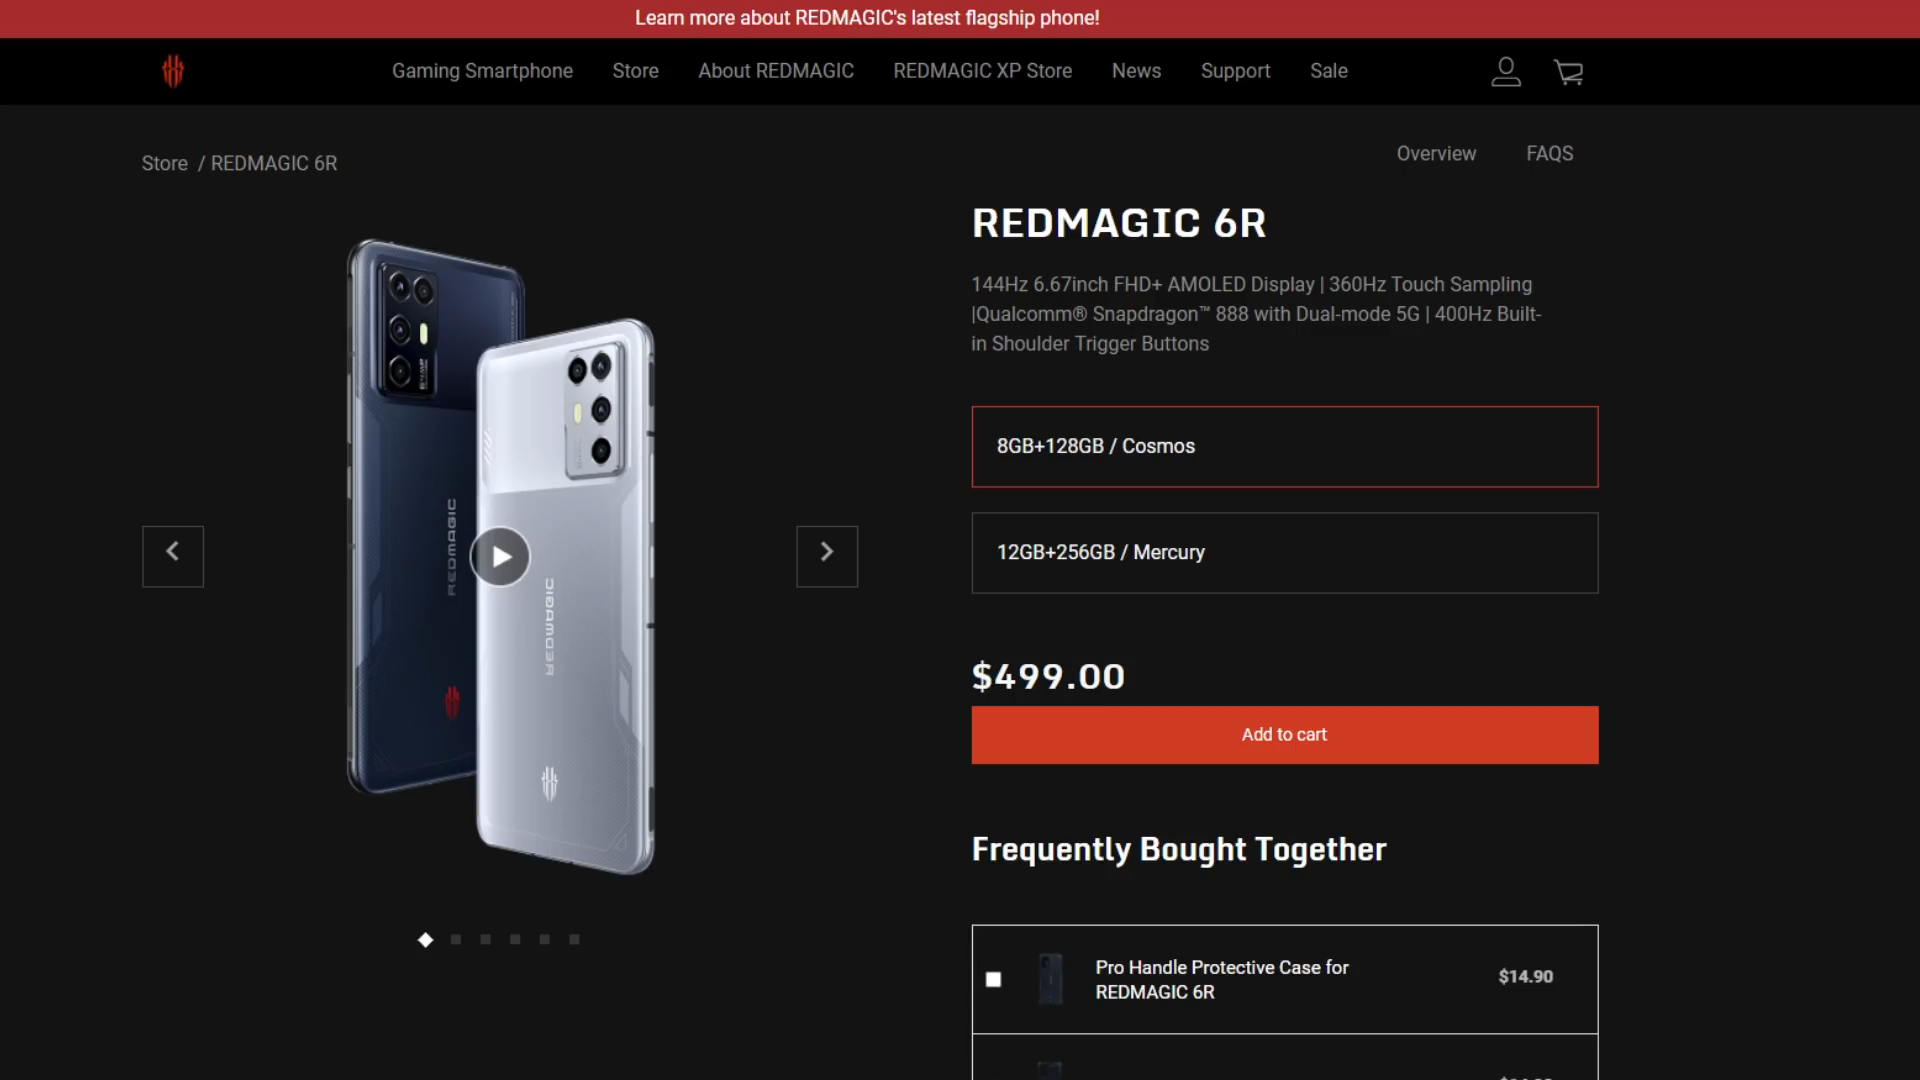 Learn more about REDMAGIC's latest flagship phone!
Gaming Smartphone Store About REDMAGIC REDMAGIC XP Store News Support Sale
Store / REDMAGIC 6R
Overview FAQS
REDMAGIC 6R
144Hz 6.67inch FHD+ AMOLED Display | 360Hz Touch Sampling
|Qualcomm® Snapdragon™ 888 with Dual-mode 5G | 400Hz Built-
in Shoulder Trigger Buttons
8GB+128GB / Cosmos
12GB+256GB / Mercury
REDMAGIC
REDMAGIC
$499.00
Add to cart
Frequently Bought Together
Pro Handle Protective Case for
REDMAGIC 6R
$14.90